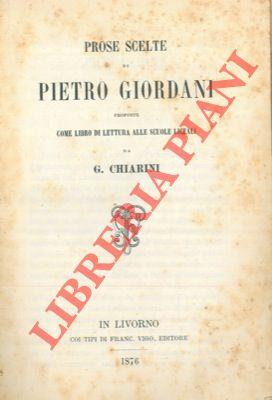 PROSE SCELTE
DI
PIETRO GIORDANI
PROPOSTE
COME LIBRO DI LETTURA ALLE SCUOLE LICEALI
DA
G. CHIARINI
LIBRERIA PIANI
IN LIVORNO
COI TIPI DI FRANC. VIGO, EDITORE
1876